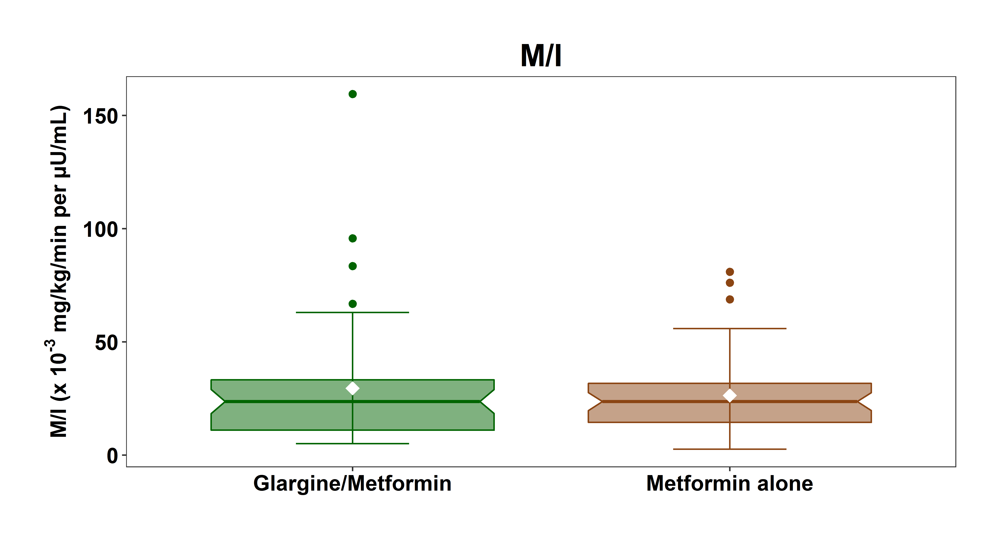 M/I
M/I (x 10⁻³ mg/kg/min per µU/mL)
150
100
50
0
Glargine/Metformin
Metformin alone